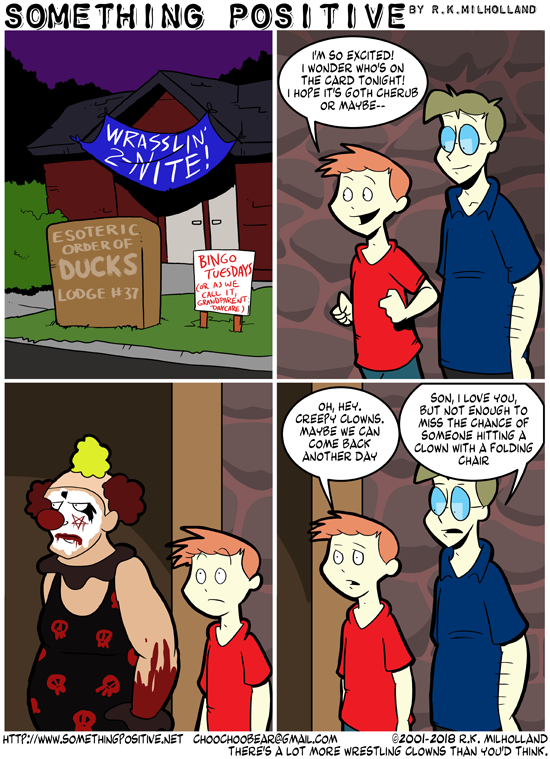 SOMETHING POSITIVE BY R.K.MILHOLLAND
WRASSLIN'
2-NITE!
ESOTERIC
ORDER OF
DUCKS
LODGE #37
BINGO
TUESDAYS
(OR AS WE
CALL IT,
GRANDPARENT
DAYCARE)
I'M SO EXCITED!
I WONDER WHO'S ON
THE CARD TONIGHT!
I HOPE IT'S GOTH CHERUB
OR MAYBE--
OH, HEY.
CREEPY CLOWNS.
MAYBE WE CAN
COME BACK
ANOTHER DAY
SON, I LOVE YOU,
BUT NOT ENOUGH TO
MISS THE CHANCE OF
SOMEONE HITTING A
CLOWN WITH A FOLDING
CHAIR
HTTP://WWW.SOMETHINGPOSITIVE.NET CHOOCHOOBEAR@GMAIL.COM ©2001-2018 R.K. MILHOLLAND
THERE'S A LOT MORE WRESTLING CLOWNS THAN YOU'D THINK.